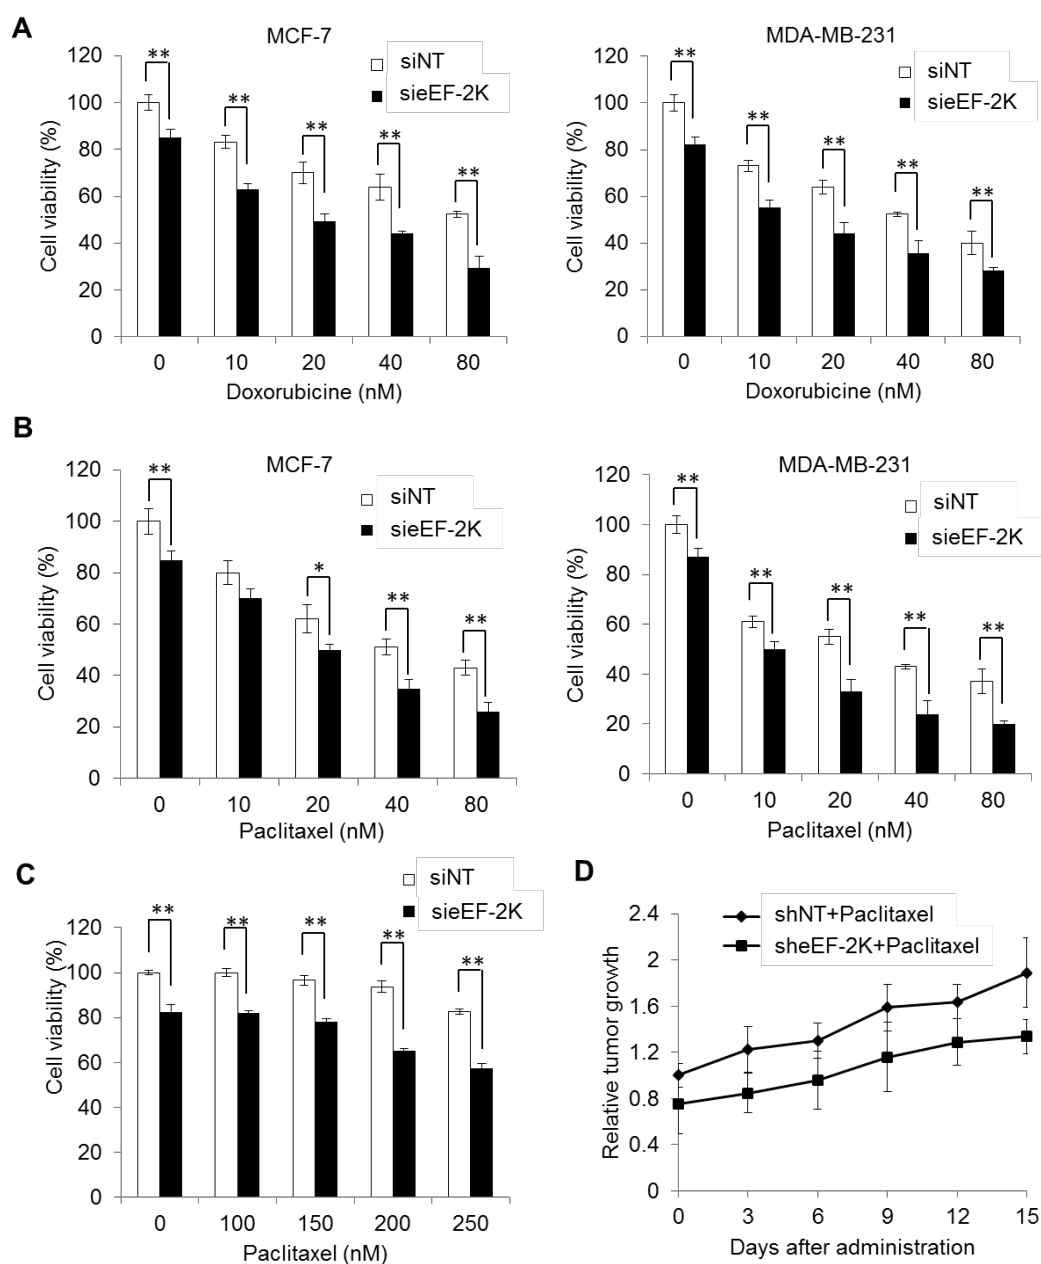 A
MCF-7
siNT
sieEF-2K
120
100
80
60
40
20
0
Cell viability (%)
** ** ** ** **
0 10 20 40 80
Doxorubicine (nM)
MDA-MB-231
siNT
sieEF-2K
120
100
80
60
40
20
0
Cell viability (%)
** ** ** ** **
0 10 20 40 80
Doxorubicine (nM)
B
MCF-7
siNT
sieEF-2K
120
100
80
60
40
20
0
Cell viability (%)
** * ** **
0 10 20 40 80
Paclitaxel (nM)
MDA-MB-231
siNT
sieEF-2K
120
100
80
60
40
20
0
Cell viability (%)
** ** ** ** **
0 10 20 40 80
Paclitaxel (nM)
C
siNT
sieEF-2K
120
100
80
60
40
20
0
Cell viability (%)
** ** ** ** **
0 100 150 200 250
Paclitaxel (nM)
D
shNT+Paclitaxel
sheEF-2K+Paclitaxel
2.4
2
1.6
1.2
0.8
0.4
0
Relative tumor growth
0 3 6 9 12 15
Days after administration